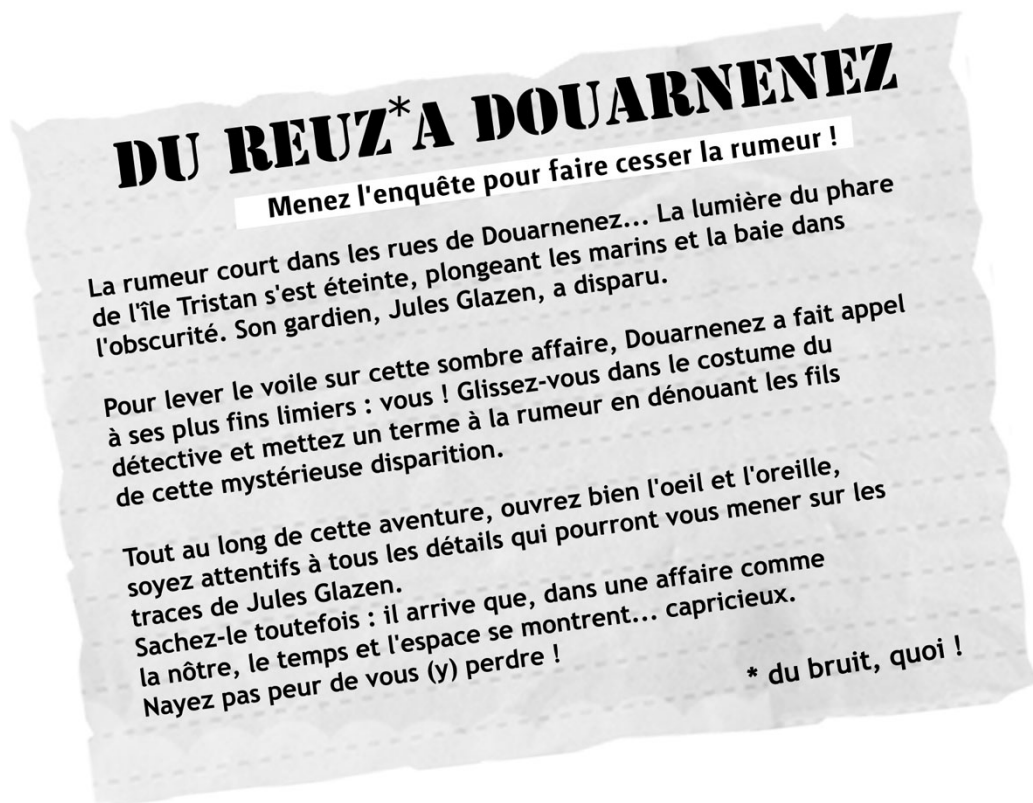 DU REUZ*A DOUARNENEZ
Menez l'enquête pour faire cesser la rumeur !
La rumeur court dans les rues de Douarnenez... La lumière du phare
de l'île Tristan s'est éteinte, plongeant les marins et la baie dans
l'obscurité. Son gardien, Jules Glazen, a disparu.
Pour lever le voile sur cette sombre affaire, Douarnenez a fait appel
à ses plus fins limiers : vous ! Glissez-vous dans le costume du
détective et mettez un terme à la rumeur en dénouant les fils
de cette mystérieuse disparition.
Tout au long de cette aventure, ouvrez bien l'oeil et l'oreille,
soyez attentifs à tous les détails qui pourront vous mener sur les
traces de Jules Glazen.
Sachez-le toutefois : il arrive que, dans une affaire comme
la nôtre, le temps et l'espace se montrent... capricieux.
Nayez pas peur de vous (y) perdre !
* du bruit, quoi !